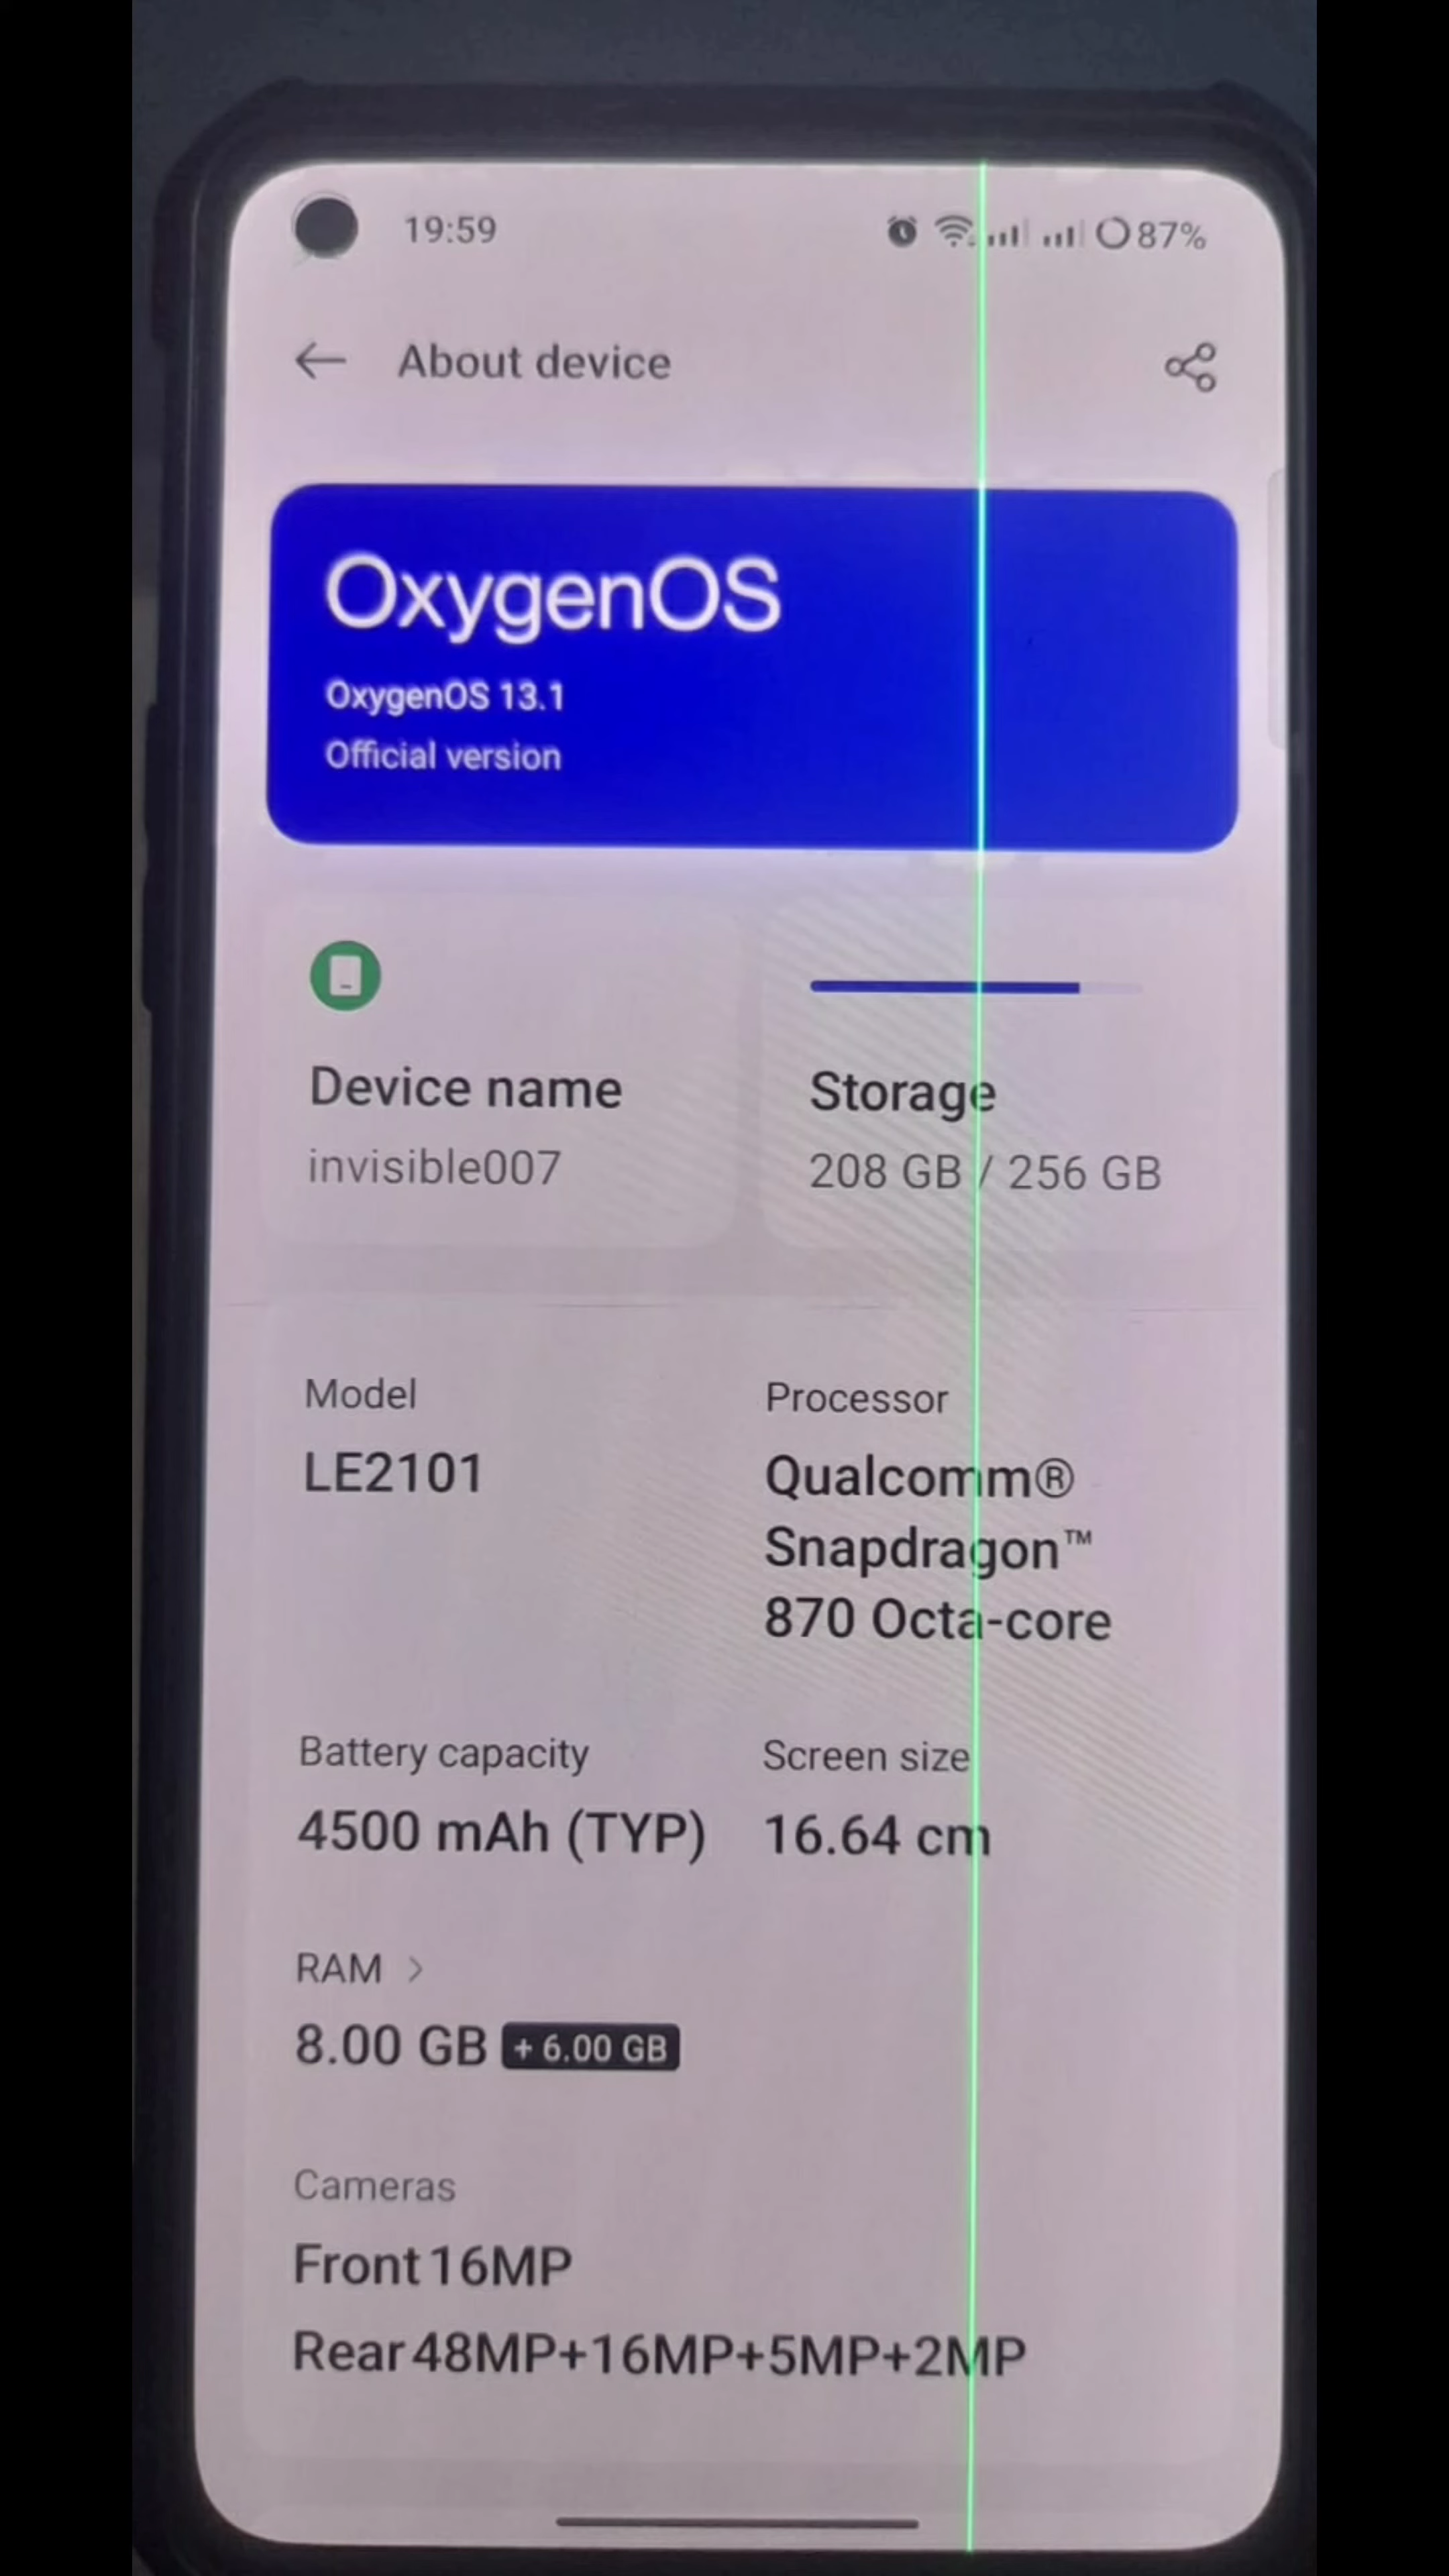 19:59 87%
About device
OxygenOS
OxygenOS 13.1
Official version
Device name
invisible007
Storage
208 GB / 256 GB
Model
LE2101
Processor
Qualcomm®
Snapdragon™
870 Octa-core
Battery capacity
4500 mAh (TYP)
Screen size
16.64 cm
RAM >
8.00 GB + 6.00 GB
Cameras
Front 16MP
Rear 48MP+16MP+5MP+2MP